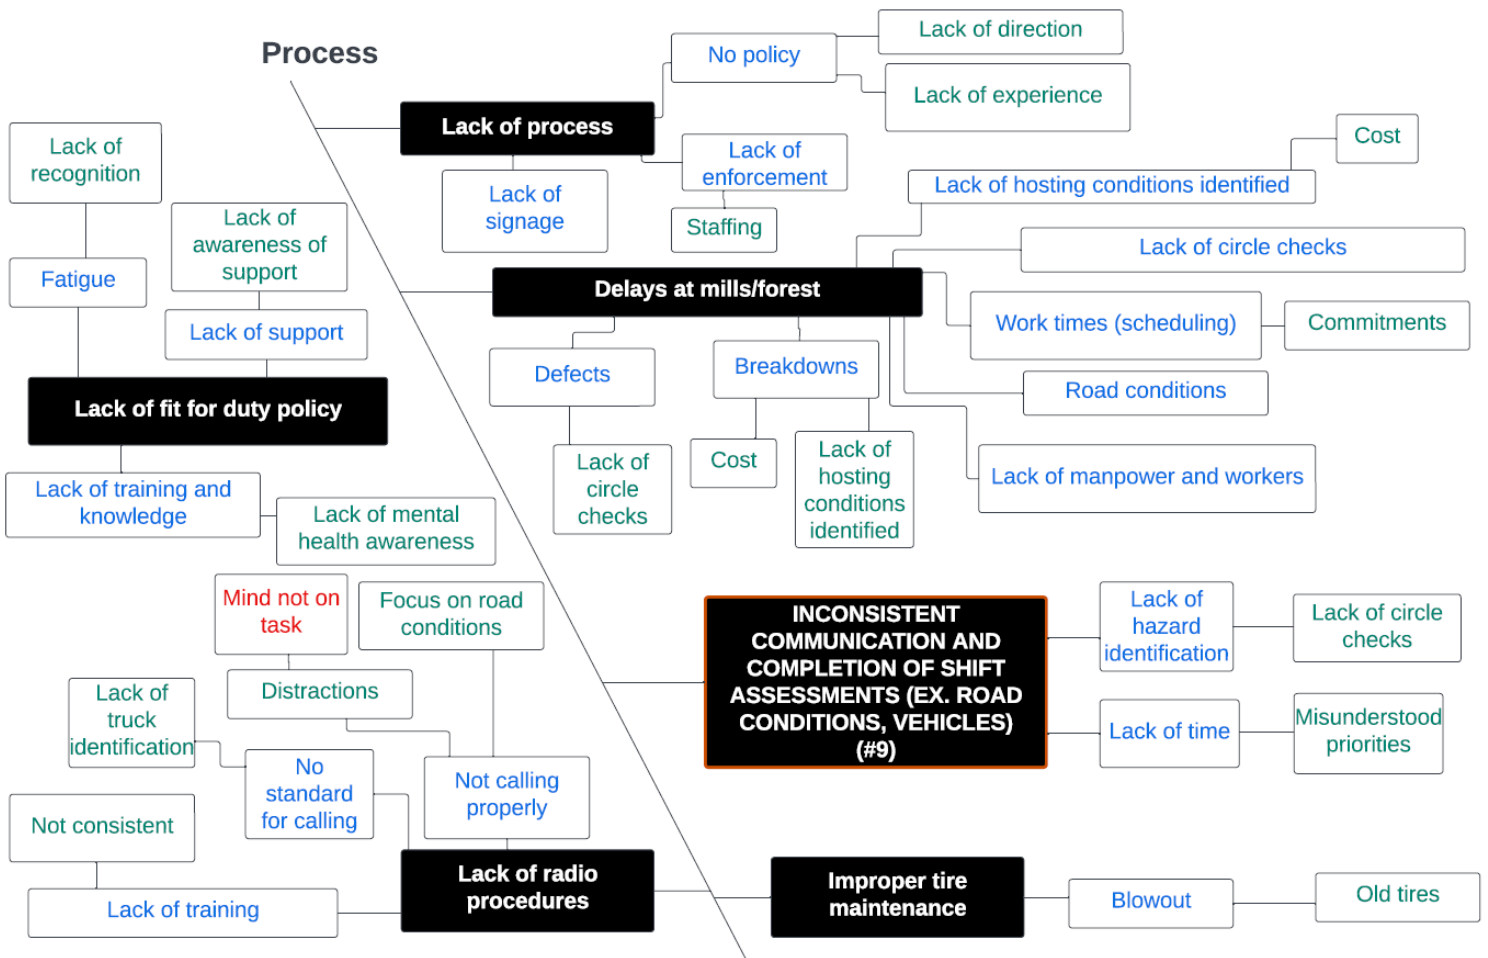 Process
Lack of process
No policy
Lack of direction
Lack of experience
Lack of
enforcement
Staffing
Lack of
signage
Lack of
recognition
Fatigue
Lack of
awareness of
support
Lack of support
Lack of fit for duty policy
Lack of training and
knowledge
Lack of mental
health awareness
Delays at mills/forest
Cost
Lack of hosting conditions identified
Lack of circle checks
Work times (scheduling)
Commitments
Road conditions
Lack of manpower and workers
Defects
Lack of
circle
checks
Breakdowns
Cost
Lack of
hosting
conditions
identified
INCONSISTENT
COMMUNICATION AND
COMPLETION OF SHIFT
ASSESSMENTS (EX. ROAD
CONDITIONS, VEHICLES)
(#9)
Lack of
hazard
identification
Lack of circle
checks
Lack of time
Misunderstood
priorities
Mind not on
task
Distractions
Focus on road
conditions
Not calling
properly
Lack of
truck
identification
No
standard
for calling
Not consistent
Lack of training
Lack of radio
procedures
Improper tire
maintenance
Blowout
Old tires